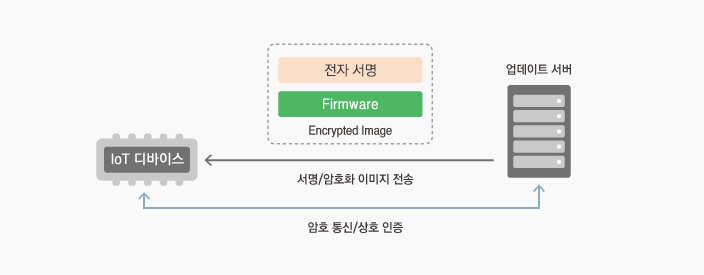 전자 서명
업데이트 서버
Firmware
Encrypted Image
IoT 디바이스
서명/암호화 이미지 전송
암호 통신/상호 인증